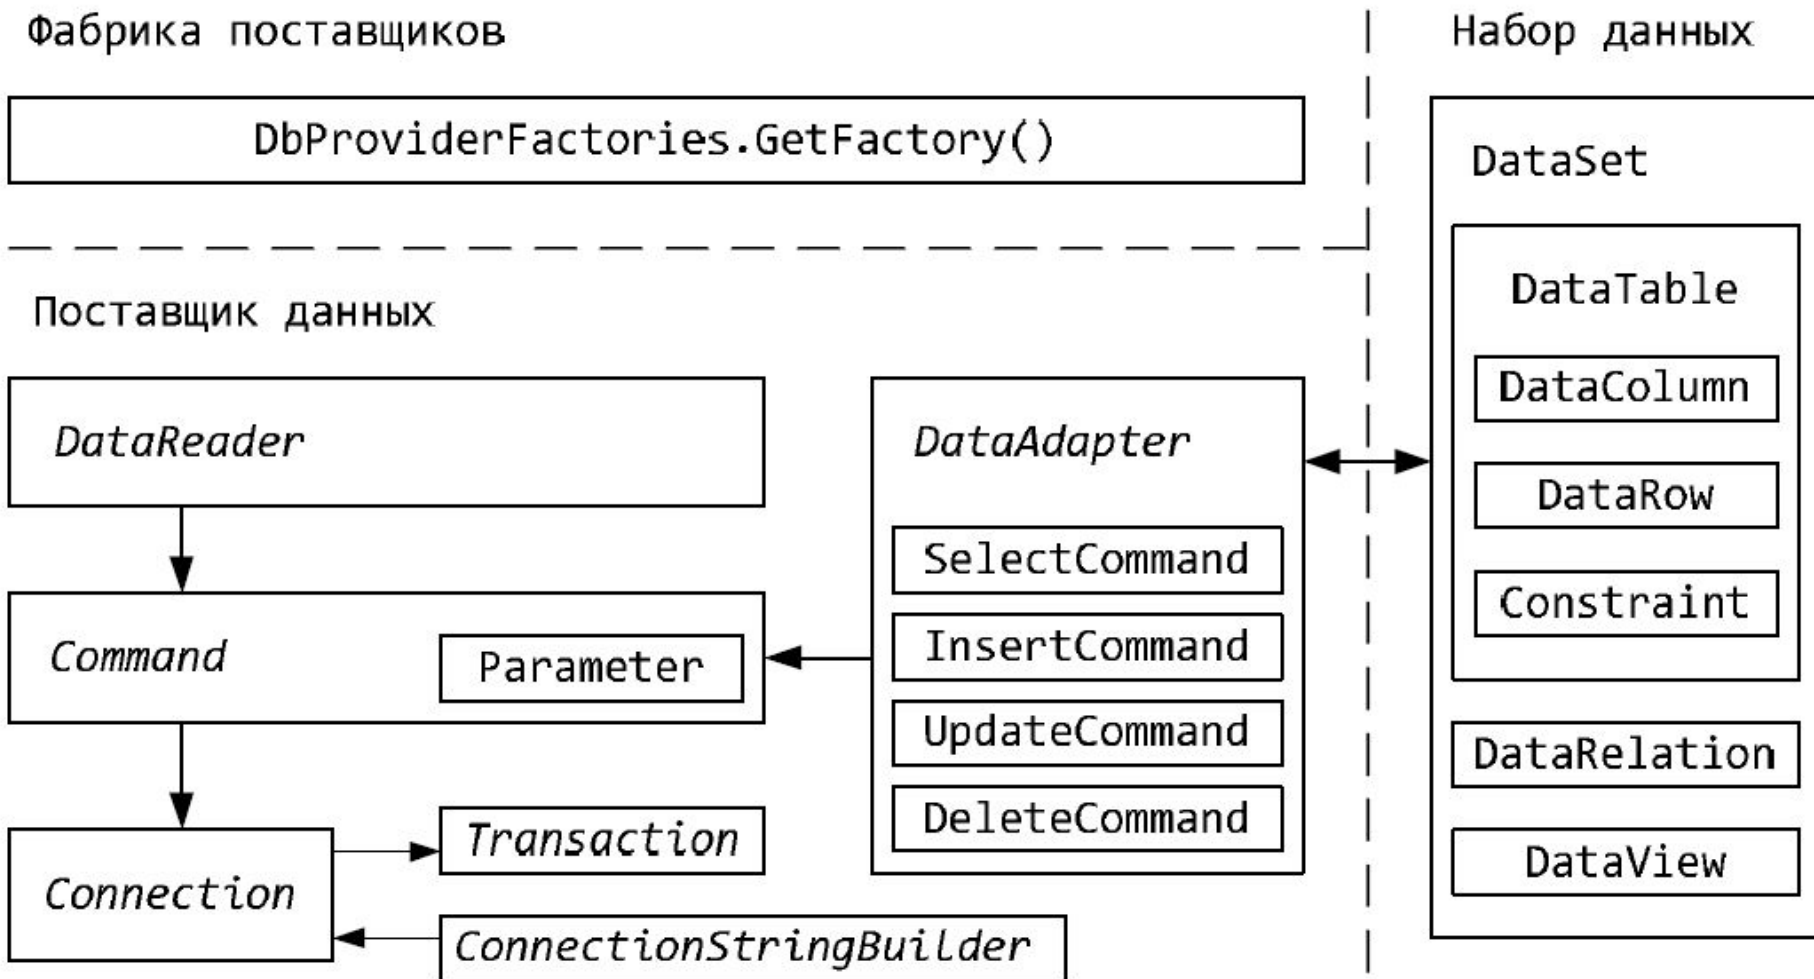 Фабрика поставщиков
DbProviderFactories.GetFactory()
Поставщик данных
DataReader
Command
Parameter
Connection
Transaction
ConnectionStringBuilder
DataAdapter
SelectCommand
InsertCommand
UpdateCommand
DeleteCommand
Набор данных
DataSet
DataTable
DataColumn
DataRow
Constraint
DataRelation
DataView